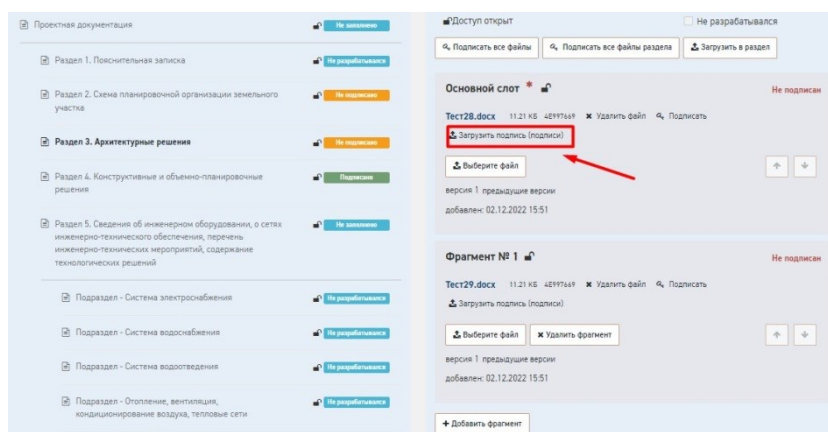 Проектная документация
Не заполнено
Раздел 1. Пояснительная записка
Не разрабатывался
Раздел 2. Схема планировочной организации земельного
участка
Не подписано
Раздел 3. Архитектурные решения
Не подписано
Раздел 4. Конструктивные и объемно-планировочные
решения
Подписано
Раздел 5. Сведения об инженерном оборудовании, о сетях
инженерно-технического обеспечения, перечень
инженерно-технических мероприятий, содержание
технологических решений
Не заполнено
Подраздел - Система электроснабжения
Не разрабатывался
Подраздел - Система водоснабжения
Не разрабатывался
Подраздел - Система водоотведения
Не разрабатывался
Подраздел - Отопление, вентиляция,
кондиционирование воздуха, тепловые сети
Не разрабатывался
Доступ открыт
Не разрабатывался
Подписать все файлы
Подписать все файлы раздела
Загрузить в раздел
Основной слот *
Не подписан
Тест28.docx 11.21 КБ 4E997669 Удалить файл Подписать
Загрузить подпись (подписи)
Выберите файл
версия 1 предыдущие версии
добавлен: 02.12.2022 15:51
Фрагмент № 1
Не подписан
Тест29.docx 11.21 КБ 4E997669 Удалить файл Подписать
Загрузить подпись (подписи)
Выберите файл
Удалить фрагмент
версия 1 предыдущие версии
добавлен: 02.12.2022 15:51
+ Добавить фрагмент